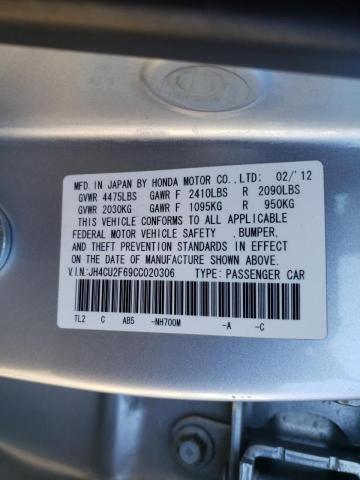 MFD. IN JAPAN BY HONDA MOTOR CO.,LTD: 02/'12
GVWR 4475LBS GAWR F 2410LBS R 2090LBS
GVWR 2030KG GAWR F 1095KG R 950KG
THIS VEHICLE CONFORMS TO ALL APPLICABLE
FEDERAL MOTOR VEHICLE SAFETY ,BUMPER,
AND THEFT PREVENTION STANDARDS IN EFFECT
ON THE DATE OF MANUFACTURE SHOWN ABOVE.
V.I.N.:JH4CU2F69CC020306 TYPE: PASSENGER CAR
TL2 C AB5 -NH700M -A -C